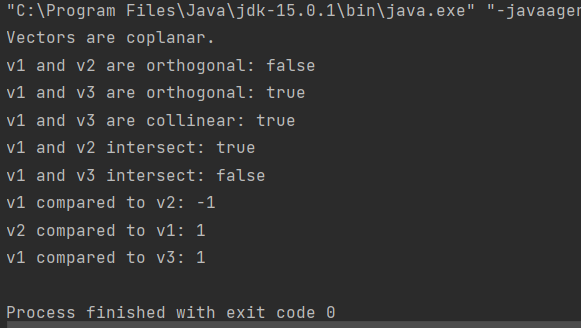 "C:\Program Files\Java\jdk-15.0.1\bin\java.exe" "-javaagen
Vectors are coplanar.
v1 and v2 are orthogonal: false
v1 and v3 are orthogonal: true
v1 and v3 are collinear: true
v1 and v2 intersect: true
v1 and v3 intersect: false
v1 compared to v2: -1
v2 compared to v1: 1
v1 compared to v3: 1
Process finished with exit code 0